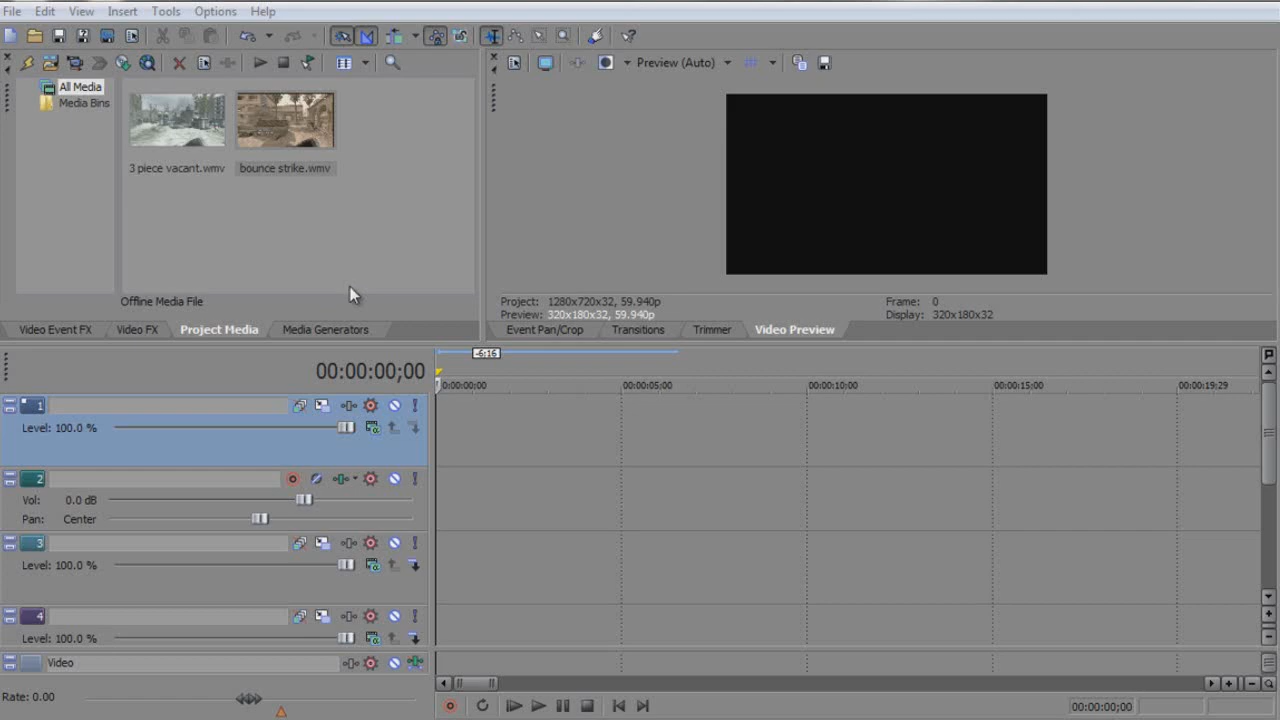 File Edit View Insert Tools Options Help
Preview (Auto)
All Media
Media Bins
3 piece vacant.wmv
bounce strike.wmv
Offline Media File
Project: 1280x720x32, 59.940p
Preview: 320x180x32, 59.940p
Frame: 0
Display: 320x180x32
Video Event FX Video FX Project Media Media Generators
Event Pan/Crop Transitions Trimmer Video Preview
-6:16
00:00:00;00
0:00:00:00 00:00:05:00 00:00:10:00 00:00:15:00 00:00:19:29
1
Level: 100.0 %
2
Vol: 0.0 dB
Pan: Center
3
Level: 100.0 %
4
Level: 100.0 %
Video
Rate: 0.00
00:00:00;00